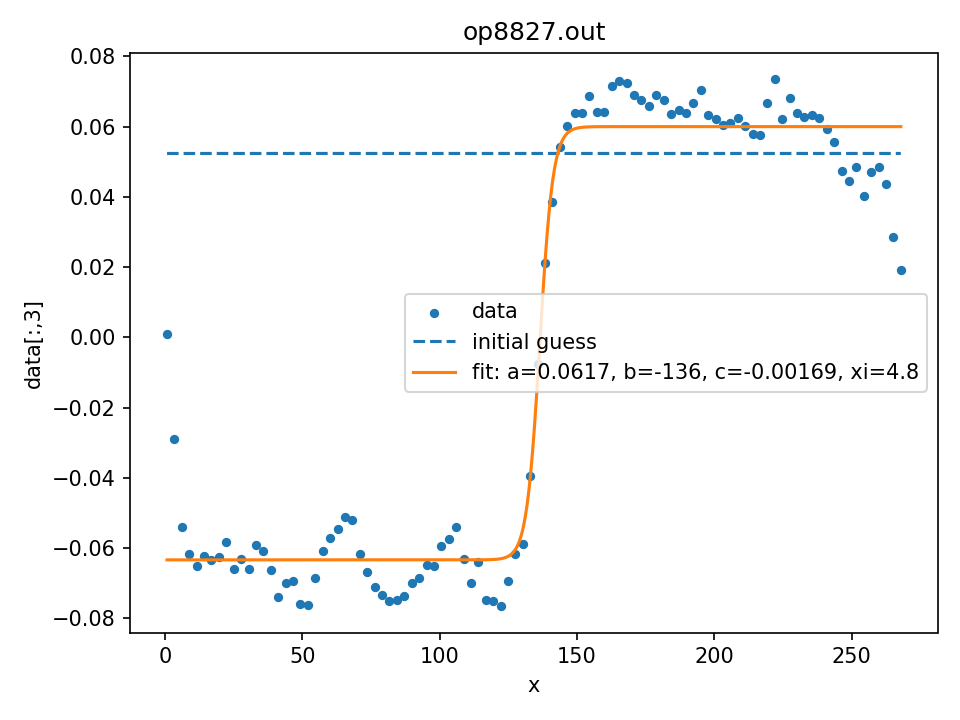 op8827.out
0.08
0.06
0.04
0.02
0.00
−0.02
−0.04
−0.06
−0.08
data[:,3]
data
initial guess
fit: a=0.0617, b=-136, c=-0.00169, xi=4.8
0 50 100 150 200 250
x